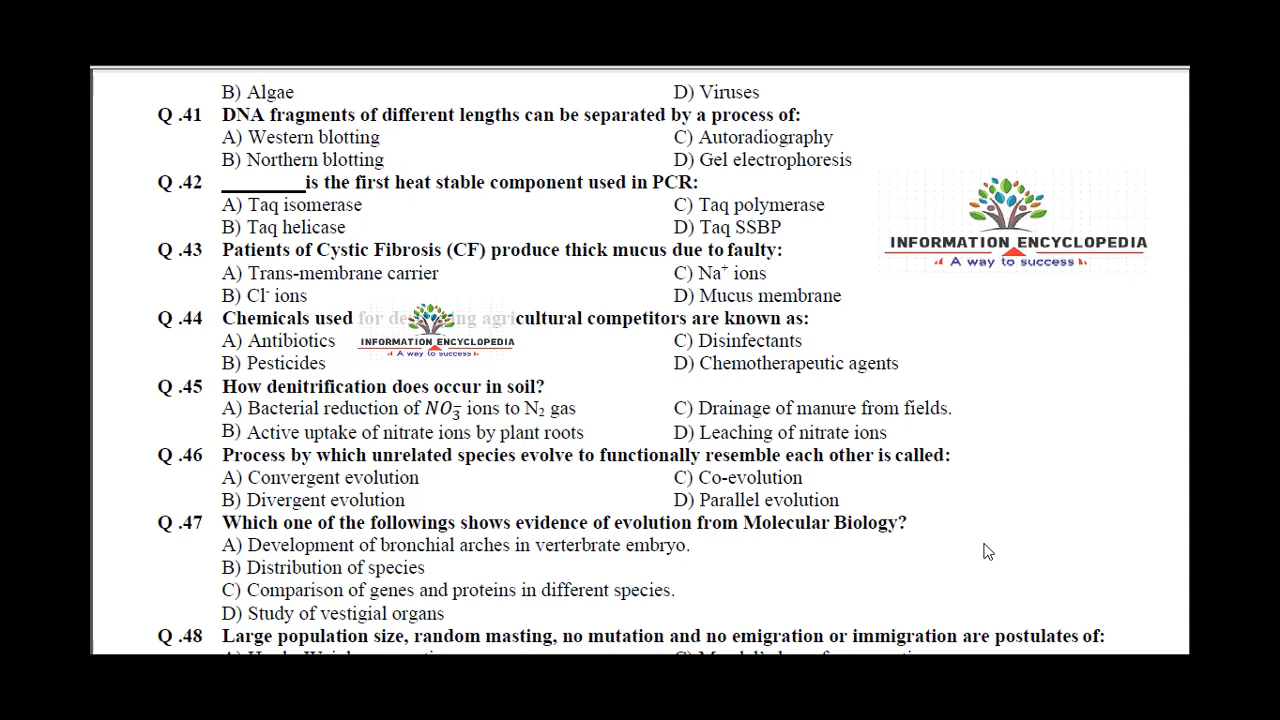 B) Algae D) Viruses
Q .41 DNA fragments of different lengths can be separated by a process of:
A) Western blotting C) Autoradiography
B) Northern blotting D) Gel electrophoresis
Q .42 ________is the first heat stable component used in PCR:
A) Taq isomerase C) Taq polymerase
B) Taq helicase D) Taq SSBP
Q .43 Patients of Cystic Fibrosis (CF) produce thick mucus due to faulty:
A) Trans-membrane carrier C) Na⁺ ions
B) Cl⁻ ions D) Mucus membrane
INFORMATION ENCYCLOPEDIA
A way to success
Q .44 Chemicals used for agricultural competitors are known as:
A) Antibiotics C) Disinfectants
B) Pesticides D) Chemotherapeutic agents
INFORMATION ENCYCLOPEDIA
A way to success
Q .45 How denitrification does occur in soil?
A) Bacterial reduction of NO₃⁻ ions to N₂ gas C) Drainage of manure from fields.
B) Active uptake of nitrate ions by plant roots D) Leaching of nitrate ions
Q .46 Process by which unrelated species evolve to functionally resemble each other is called:
A) Convergent evolution C) Co-evolution
B) Divergent evolution D) Parallel evolution
Q .47 Which one of the followings shows evidence of evolution from Molecular Biology?
A) Development of bronchial arches in verterbrate embryo.
B) Distribution of species
C) Comparison of genes and proteins in different species.
D) Study of vestigial organs
Q .48 Large population size, random masting, no mutation and no emigration or immigration are postulates of: